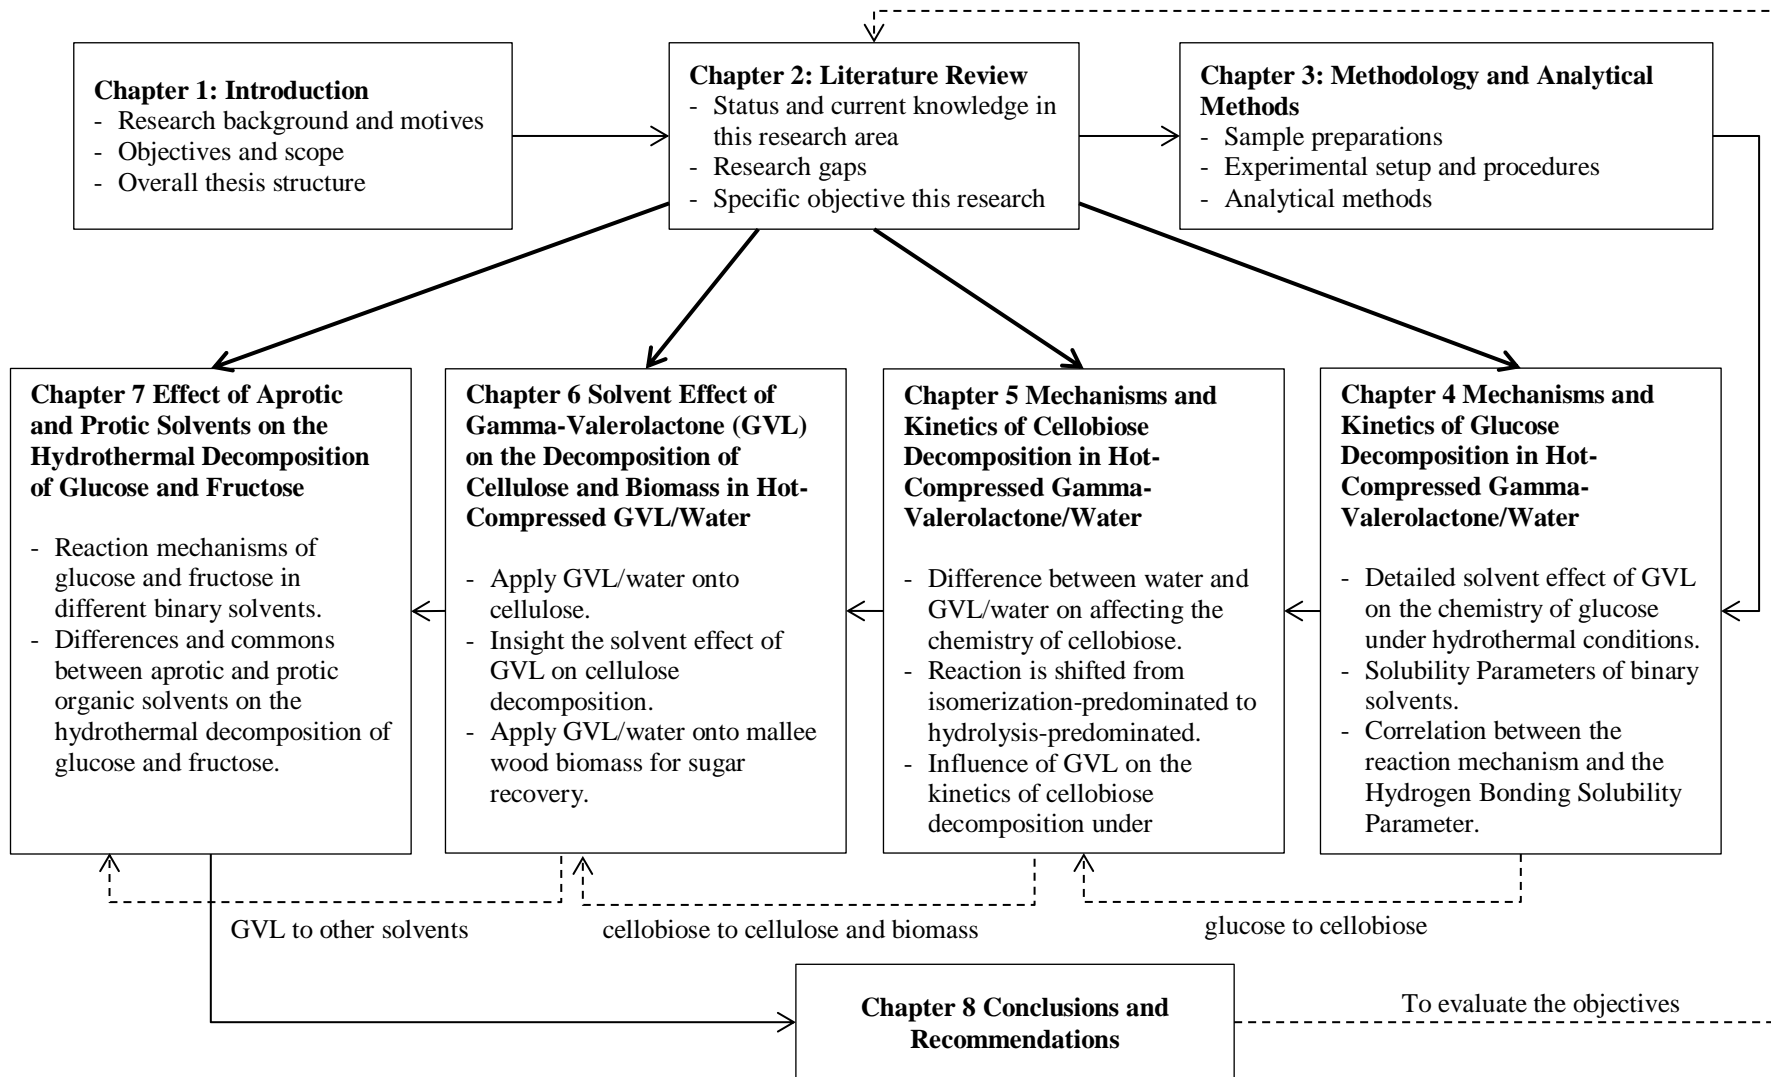 Chapter 1: Introduction
- Research background and motives
- Objectives and scope
- Overall thesis structure
Chapter 2: Literature Review
- Status and current knowledge in
this research area
- Research gaps
- Specific objective this research
Chapter 3: Methodology and Analytical
Methods
- Sample preparations
- Experimental setup and procedures
- Analytical methods
Chapter 7 Effect of Aprotic
and Protic Solvents on the
Hydrothermal Decomposition
of Glucose and Fructose
- Reaction mechanisms of
glucose and fructose in
different binary solvents.
- Differences and commons
between aprotic and protic
organic solvents on the
hydrothermal decomposition of
glucose and fructose.
Chapter 6 Solvent Effect of
Gamma-Valerolactone (GVL)
on the Decomposition of
Cellulose and Biomass in Hot-
Compressed GVL/Water
- Apply GVL/water onto
cellulose.
- Insight the solvent effect of
GVL on cellulose
decomposition.
- Apply GVL/water onto mallee
wood biomass for sugar
recovery.
Chapter 5 Mechanisms and
Kinetics of Cellobiose
Decomposition in Hot-
Compressed Gamma-
Valerolactone/Water
- Difference between water and
GVL/water on affecting the
chemistry of cellobiose.
- Reaction is shifted from
isomerization-predominated to
hydrolysis-predominated.
- Influence of GVL on the
kinetics of cellobiose
decomposition under
Chapter 4 Mechanisms and
Kinetics of Glucose
Decomposition in Hot-
Compressed Gamma-
Valerolactone/Water
- Detailed solvent effect of GVL
on the chemistry of glucose
under hydrothermal conditions.
- Solubility Parameters of binary
solvents.
- Correlation between the
reaction mechanism and the
Hydrogen Bonding Solubility
Parameter.
GVL to other solvents
cellobiose to cellulose and biomass
glucose to cellobiose
Chapter 8 Conclusions and
Recommendations
To evaluate the objectives